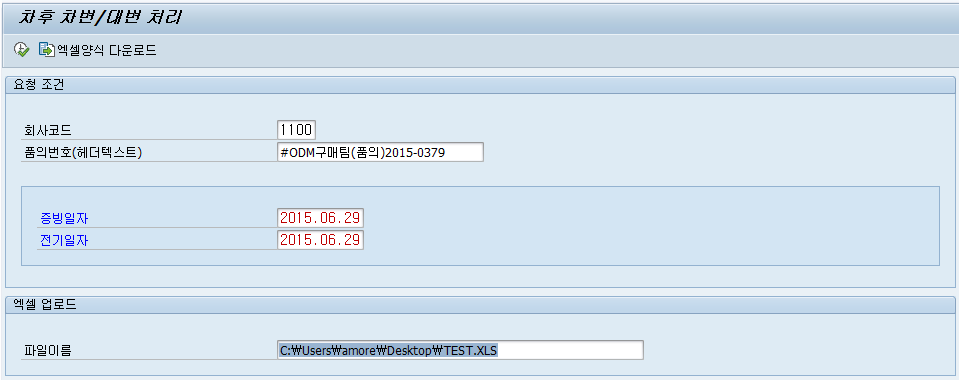 차후 차변/대변 처리
엑셀양식 다운로드
요청 조건
회사코드 1100
품의번호(헤더텍스트) #ODM구매팀(품의)2015-0379
증빙일자 2015.06.29
전기일자 2015.06.29
엑셀 업로드
파일이름 C:₩Users₩amore₩Desktop₩TEST.XLS